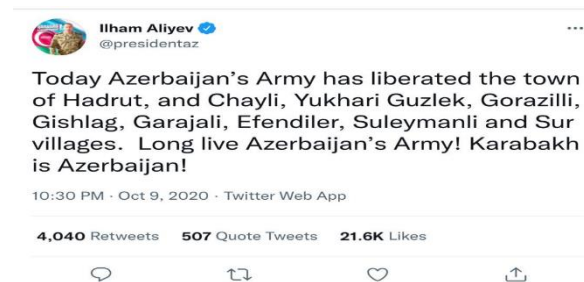 Ilham Aliyev
@presidentaz
Today Azerbaijan's Army has liberated the town
of Hadrut, and Chayli, Yukhari Guzlek, Gorazilli,
Gishlag, Garajali, Efendiler, Suleymanli and Sur
villages. Long live Azerbaijan's Army! Karabakh
is Azerbaijan!
10:30 PM · Oct 9, 2020 · Twitter Web App
4,040 Retweets 507 Quote Tweets 21.6K Likes